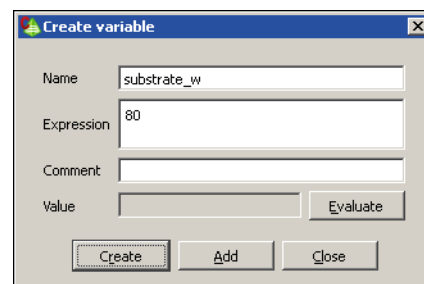 Create variable
Name substrate_w
Expression 80
Comment
Value Evaluate
Create Add Close